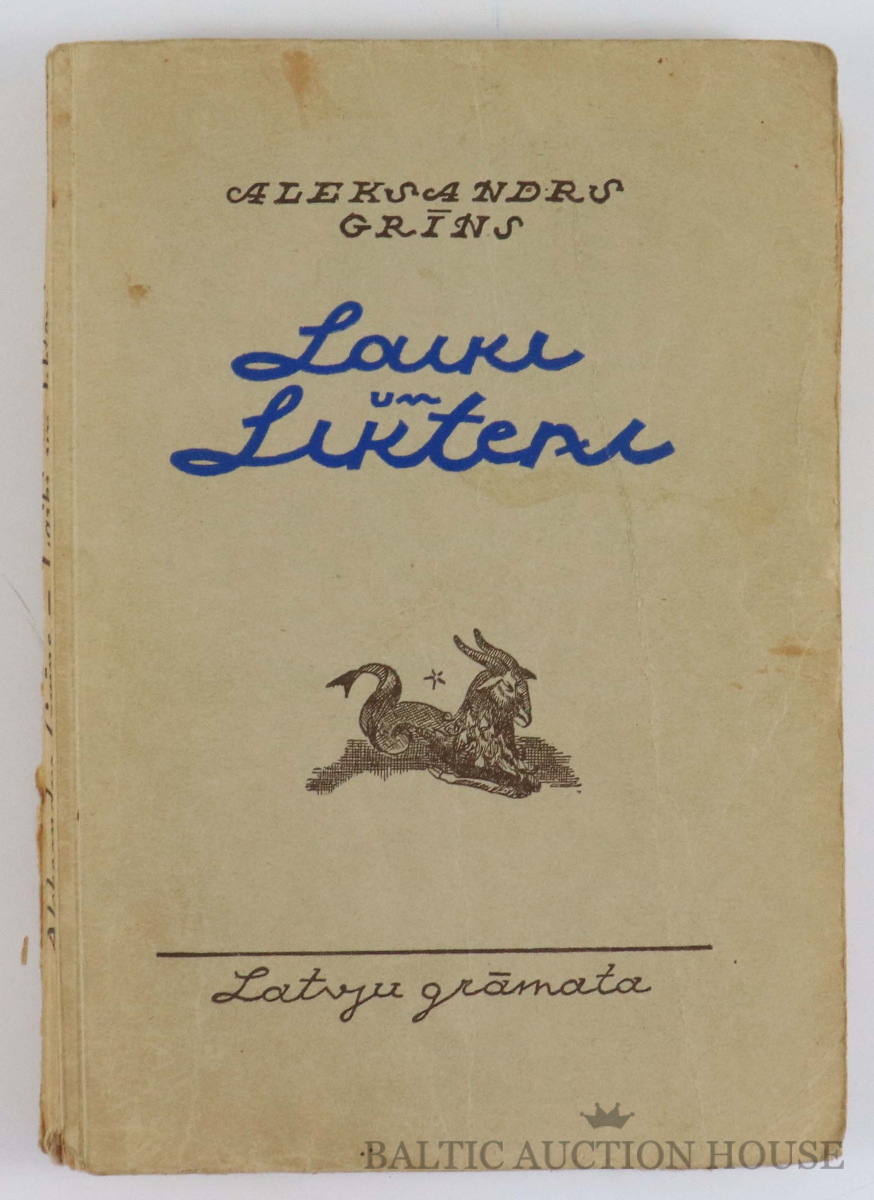 ALEKSANDRS
GRĪNS
Laiki
un
Likteņi
Latvju grāmata
BALTIC AUCTION HOUSE